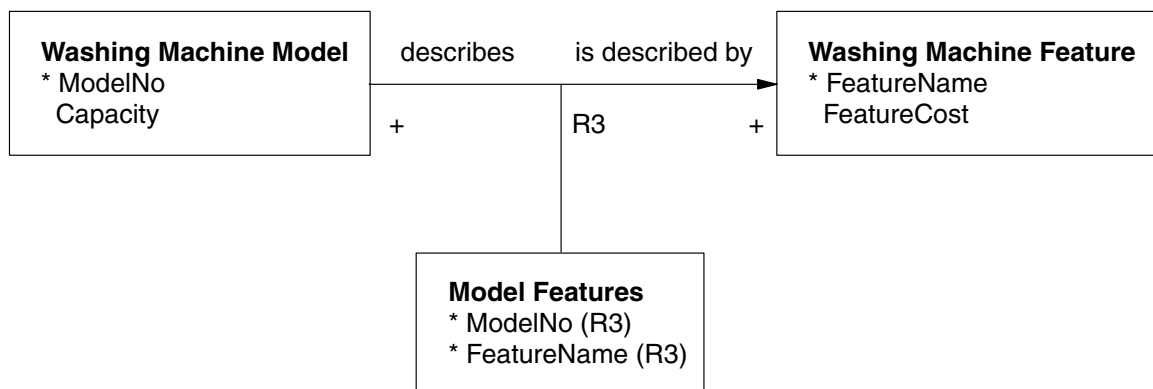 Washing Machine Model
* ModelNo
Capacity
describes
is described by
Washing Machine Feature
* FeatureName
FeatureCost
+
R3
+
Model Features
* ModelNo (R3)
* FeatureName (R3)